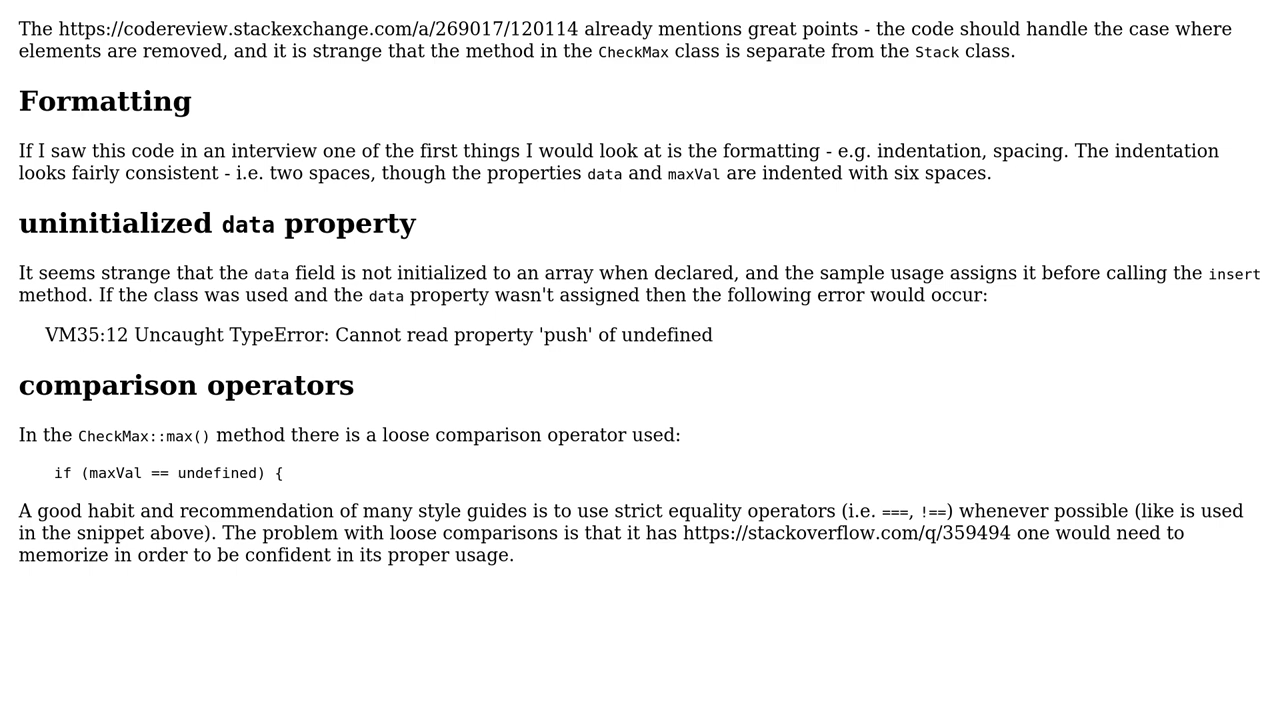 The https://codereview.stackexchange.com/a/269017/120114 already mentions great points - the code should handle the case where
elements are removed, and it is strange that the method in the CheckMax class is separate from the Stack class.
Formatting
If I saw this code in an interview one of the first things I would look at is the formatting - e.g. indentation, spacing. The indentation
looks fairly consistent - i.e. two spaces, though the properties data and maxVal are indented with six spaces.
uninitialized data property
It seems strange that the data field is not initialized to an array when declared, and the sample usage assigns it before calling the insert
method. If the class was used and the data property wasn't assigned then the following error would occur:
VM35:12 Uncaught TypeError: Cannot read property 'push' of undefined
comparison operators
In the CheckMax::max() method there is a loose comparison operator used:
if (maxVal == undefined) {
A good habit and recommendation of many style guides is to use strict equality operators (i.e. ===, !==) whenever possible (like is used
in the snippet above). The problem with loose comparisons is that it has https://stackoverflow.com/q/359494 one would need to
memorize in order to be confident in its proper usage.